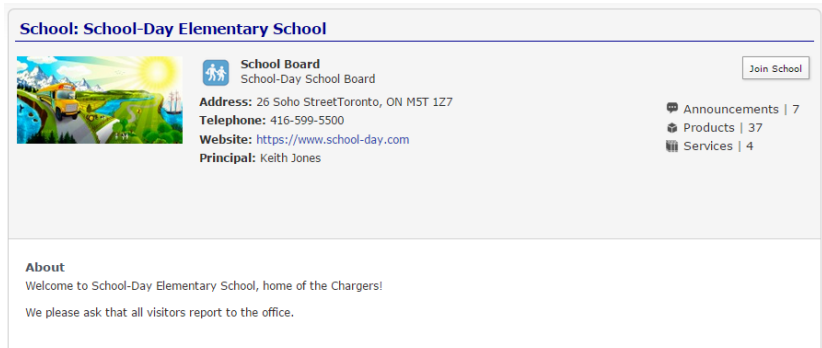 School: School-Day Elementary School
School Board
School-Day School Board
Join School
Address: 26 Soho StreetToronto, ON M5T 1Z7
Telephone: 416-599-5500
Website: https://www.school-day.com
Principal: Keith Jones
Announcements | 7
Products | 37
Services | 4
About
Welcome to School-Day Elementary School, home of the Chargers!
We please ask that all visitors report to the office.